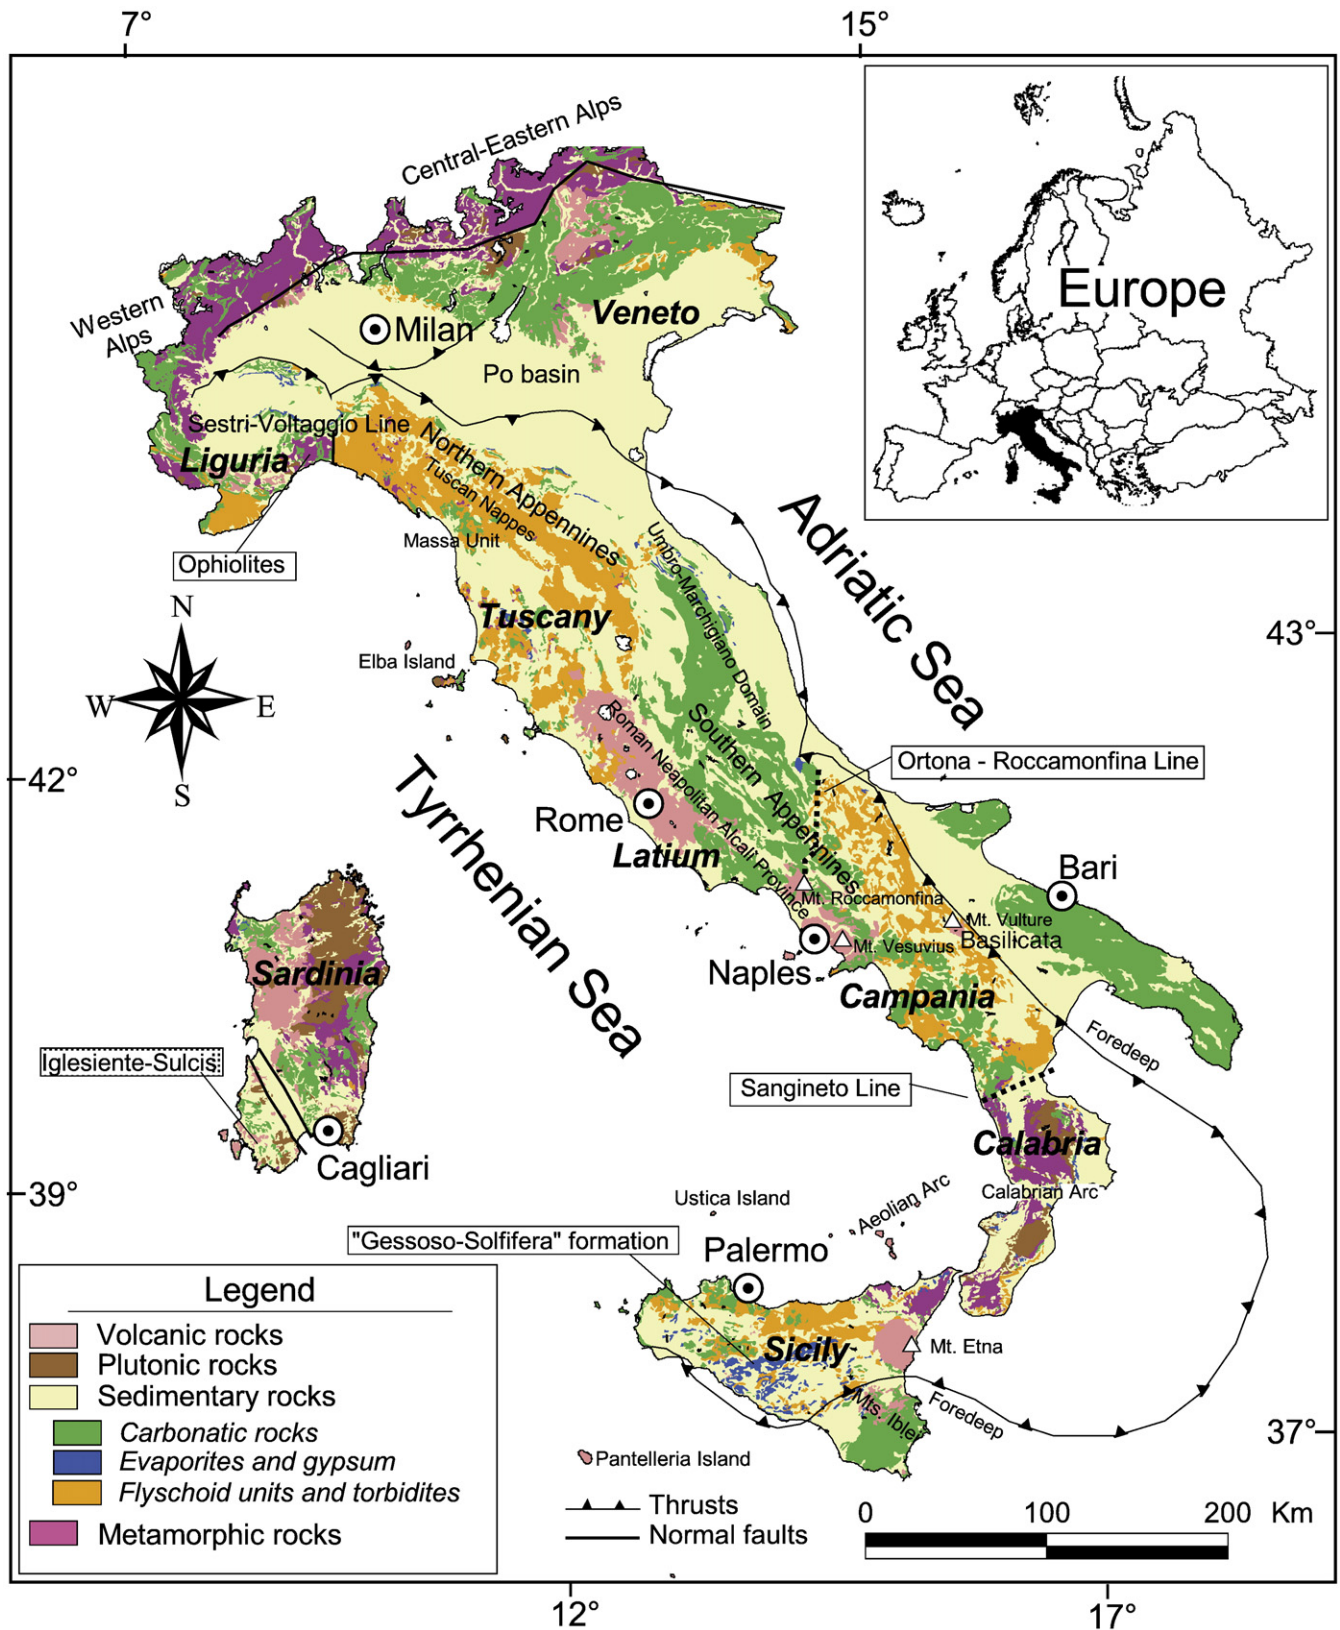 7°
15°
Central-Eastern Alps
Europe
Western
Alps
Veneto
Milan
Po basin
Sestri-Voltaggio Line
Liguria
Northern Appennines
Tuscan Nappes
Massa Unit
Ophiolites
Umbro-Marchigiano Domain
Adriatic Sea
N
W
E
S
Tuscany
43°
Elba Island
Roman Neapolitan Alcali Province
Southern Appennines
Ortona - Roccamonfina Line
42°
Tyrrhenian Sea
Rome
Latium
Bari
Mt. Roccamonfina
Mt. Vulture
Mt. Vesuvius
Basilicata
Naples
Campania
Sardinia
Foredeep
Iglesiente-Sulcis
Sangineto Line
Calabria
Cagliari
39°
Calabrian Arc
Ustica Island
Aeolian Arc
"Gessoso-Solfifera" formation
Palermo
Sicily
Mt. Etna
Mts. Iblei
Foredeep
37°
Pantelleria Island
Legend
Volcanic rocks
Plutonic rocks
Sedimentary rocks
Carbonatic rocks
Evaporites and gypsum
Flyschoid units and torbidites
Metamorphic rocks
Thrusts
Normal faults
0 100 200 Km
12°
17°